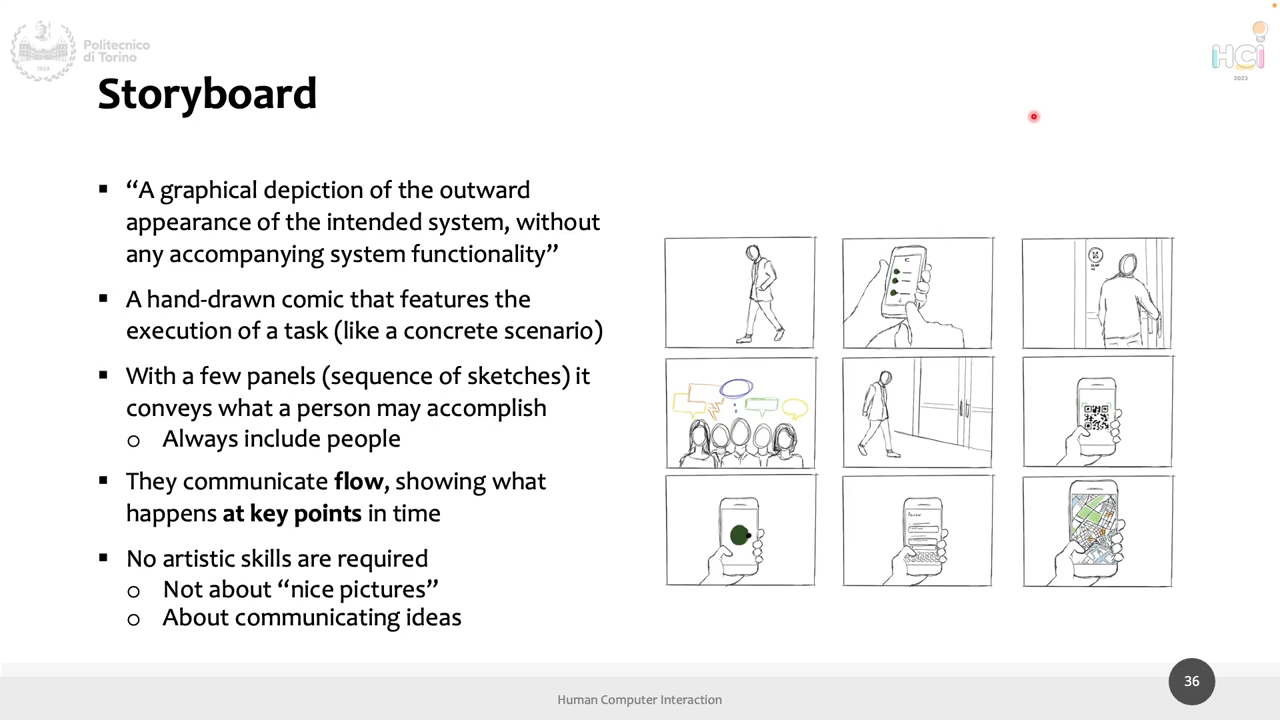 Politecnico
di Torino
1859
HCI
2023
Storyboard
▪ “A graphical depiction of the outward
appearance of the intended system, without
any accompanying system functionality”
▪ A hand-drawn comic that features the
execution of a task (like a concrete scenario)
▪ With a few panels (sequence of sketches) it
conveys what a person may accomplish
o Always include people
▪ They communicate flow, showing what
happens at key points in time
▪ No artistic skills are required
o Not about “nice pictures”
o About communicating ideas
Human Computer Interaction
36